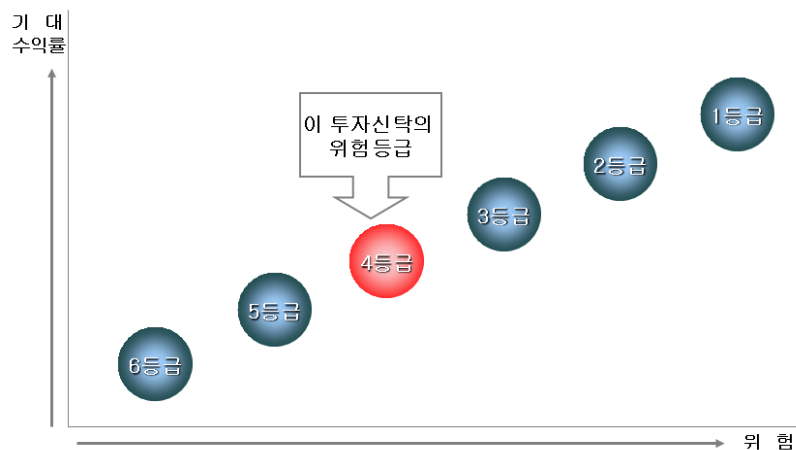 기 대
수익률
1등급
이 투자신탁의
위험등급
2등급
3등급
4등급
5등급
6등급
위 험